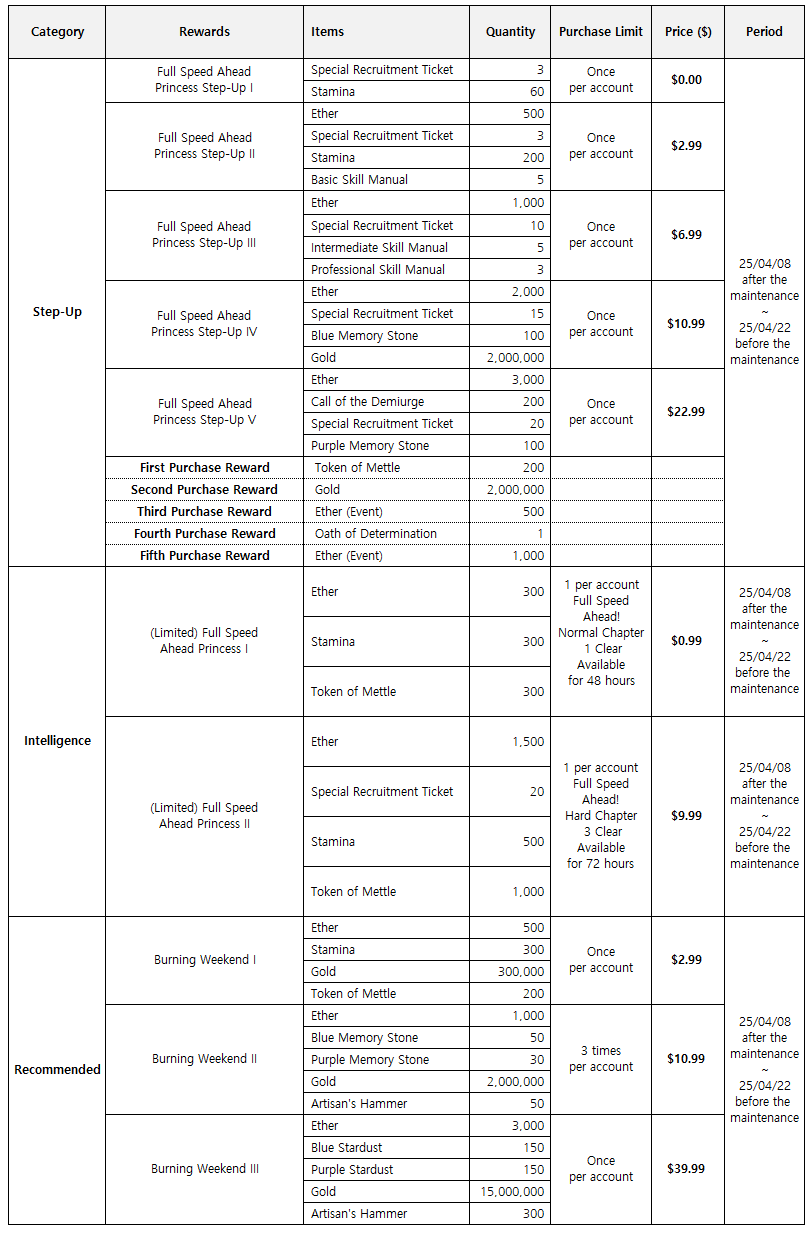 Category Rewards Items Quantity Purchase Limit Price ($) Period
Step-Up
Full Speed Ahead
Princess Step-Up I
Special Recruitment Ticket 3
Stamina 60
Once
per account
$0.00
25/04/08
after the
maintenance
~
25/04/22
before the
maintenance
Full Speed Ahead
Princess Step-Up II
Ether 500
Special Recruitment Ticket 3
Stamina 200
Basic Skill Manual 5
Once
per account
$2.99
Full Speed Ahead
Princess Step-Up III
Ether 1,000
Special Recruitment Ticket 10
Intermediate Skill Manual 5
Professional Skill Manual 3
Once
per account
$6.99
Full Speed Ahead
Princess Step-Up IV
Ether 2,000
Special Recruitment Ticket 15
Blue Memory Stone 100
Gold 2,000,000
Once
per account
$10.99
Full Speed Ahead
Princess Step-Up V
Ether 3,000
Call of the Demiurge 200
Special Recruitment Ticket 20
Purple Memory Stone 100
Once
per account
$22.99
First Purchase Reward Token of Mettle 200
Second Purchase Reward Gold 2,000,000
Third Purchase Reward Ether (Event) 500
Fourth Purchase Reward Oath of Determination 1
Fifth Purchase Reward Ether (Event) 1,000
Intelligence
(Limited) Full Speed
Ahead Princess I
Ether 300
Stamina 300
Token of Mettle 300
1 per account
Full Speed
Ahead!
Normal Chapter
1 Clear
Available
for 48 hours
$0.99
25/04/08
after the
maintenance
~
25/04/22
before the
maintenance
(Limited) Full Speed
Ahead Princess II
Ether 1,500
Special Recruitment Ticket 20
Stamina 500
Token of Mettle 1,000
1 per account
Full Speed
Ahead!
Hard Chapter
3 Clear
Available
for 72 hours
$9.99
25/04/08
after the
maintenance
~
25/04/22
before the
maintenance
Recommended
Burning Weekend I
Ether 500
Stamina 300
Gold 300,000
Token of Mettle 200
Once
per account
$2.99
25/04/08
after the
maintenance
~
25/04/22
before the
maintenance
Burning Weekend II
Ether 1,000
Blue Memory Stone 50
Purple Memory Stone 30
Gold 2,000,000
Artisan's Hammer 50
3 times
per account
$10.99
Burning Weekend III
Ether 3,000
Blue Stardust 150
Purple Stardust 150
Gold 15,000,000
Artisan's Hammer 300
Once
per account
$39.99